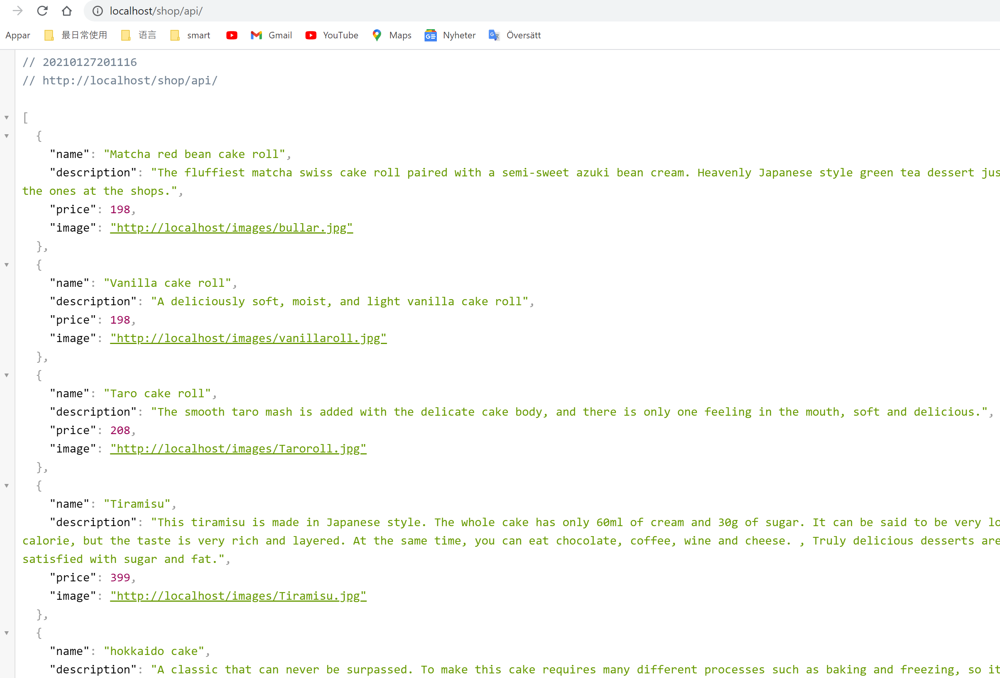 localhost/shop/api/
Appar 最日常使用 语言 smart Gmail YouTube Maps Nyheter Översätt
// 20210127201116
// http://localhost/shop/api/
[
{
"name": "Matcha red bean cake roll",
"description": "The fluffiest matcha swiss cake roll paired with a semi-sweet azuki bean cream. Heavenly Japanese style green tea dessert jus
the ones at the shops.",
"price": 198,
"image": "http://localhost/images/bullar.jpg"
},
{
"name": "Vanilla cake roll",
"description": "A deliciously soft, moist, and light vanilla cake roll",
"price": 198,
"image": "http://localhost/images/vanillaroll.jpg"
},
{
"name": "Taro cake roll",
"description": "The smooth taro mash is added with the delicate cake body, and there is only one feeling in the mouth, soft and delicious.",
"price": 208,
"image": "http://localhost/images/Taroroll.jpg"
},
{
"name": "Tiramisu",
"description": "This tiramisu is made in Japanese style. The whole cake has only 60ml of cream and 30g of sugar. It can be said to be very lo
calorie, but the taste is very rich and layered. At the same time, you can eat chocolate, coffee, wine and cheese. , Truly delicious desserts are
satisfied with sugar and fat.",
"price": 399,
"image": "http://localhost/images/Tiramisu.jpg"
},
{
"name": "hokkaido cake",
"description": "A classic that can never be surpassed. To make this cake requires many different processes such as baking and freezing, so it